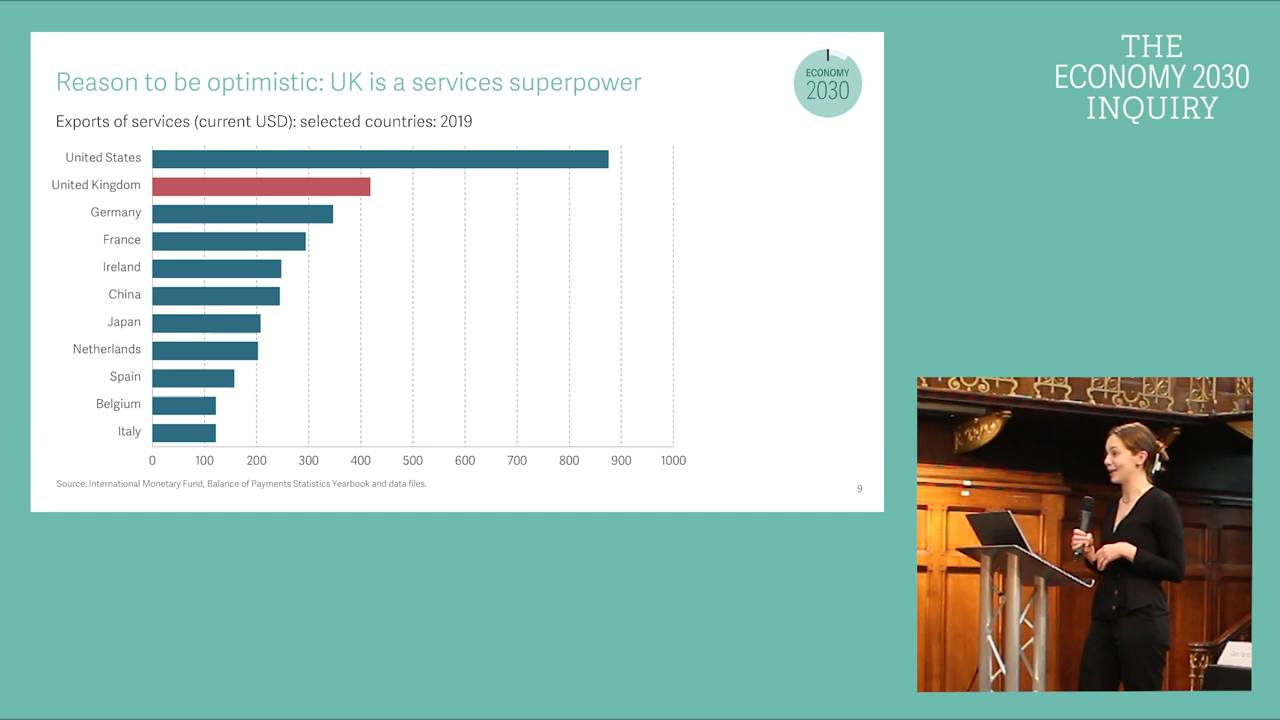 THE
ECONOMY 2030
INQUIRY
Reason to be optimistic: UK is a services superpower
ECONOMY
2030
Exports of services (current USD): selected countries: 2019
United States
United Kingdom
Germany
France
Ireland
China
Japan
Netherlands
Spain
Belgium
Italy
0 100 200 300 400 500 600 700 800 900 1000
Source: International Monetary Fund, Balance of Payments Statistics Yearbook and data files.
9